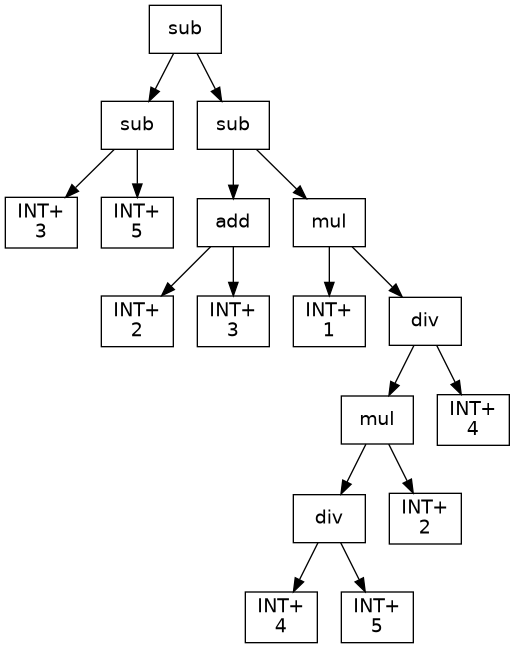 sub
sub
sub
INT+
3
INT+
5
add
mul
INT+
2
INT+
3
INT+
1
div
mul
INT+
4
div
INT+
2
INT+
4
INT+
5